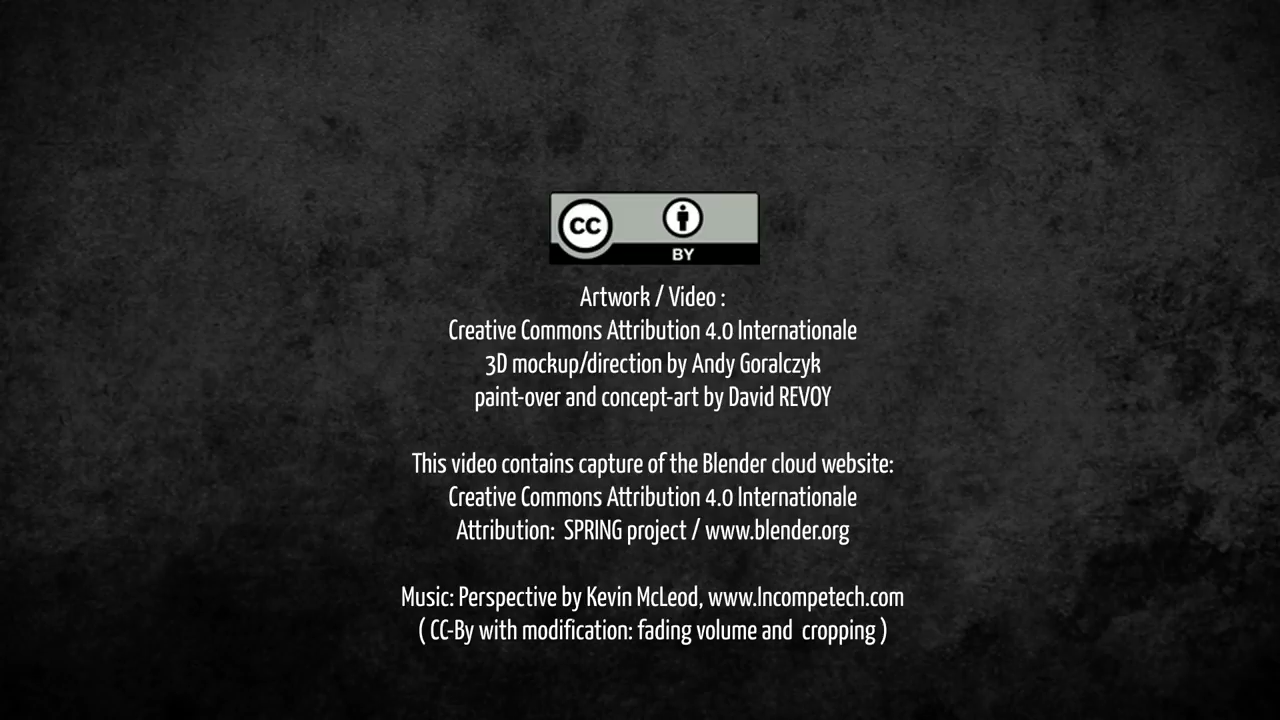 CC
BY
Artwork / Video :
Creative Commons Attribution 4.0 Internationale
3D mockup/direction by Andy Goralczyk
paint-over and concept-art by David REVOY
This video contains capture of the Blender cloud website:
Creative Commons Attribution 4.0 Internationale
Attribution:  SPRING project / www.blender.org
Music: Perspective by Kevin McLeod, www.Incompetech.com
( CC-By with modification: fading volume and  cropping )